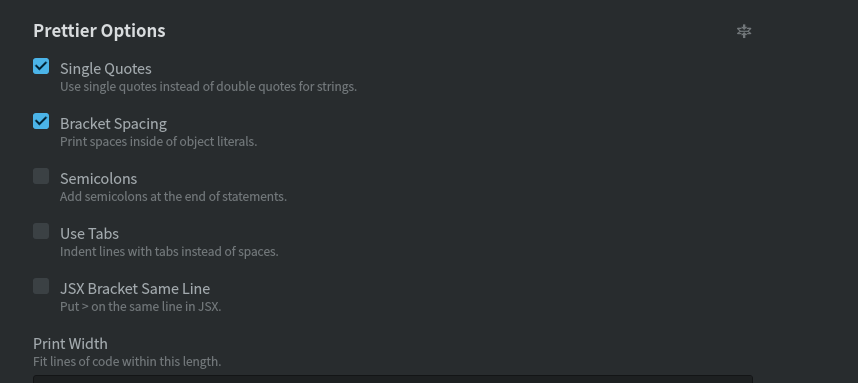 Prettier Options
Single Quotes
Use single quotes instead of double quotes for strings.
Bracket Spacing
Print spaces inside of object literals.
Semicolons
Add semicolons at the end of statements.
Use Tabs
Indent lines with tabs instead of spaces.
JSX Bracket Same Line
Put > on the same line in JSX.
Print Width
Fit lines of code within this length.